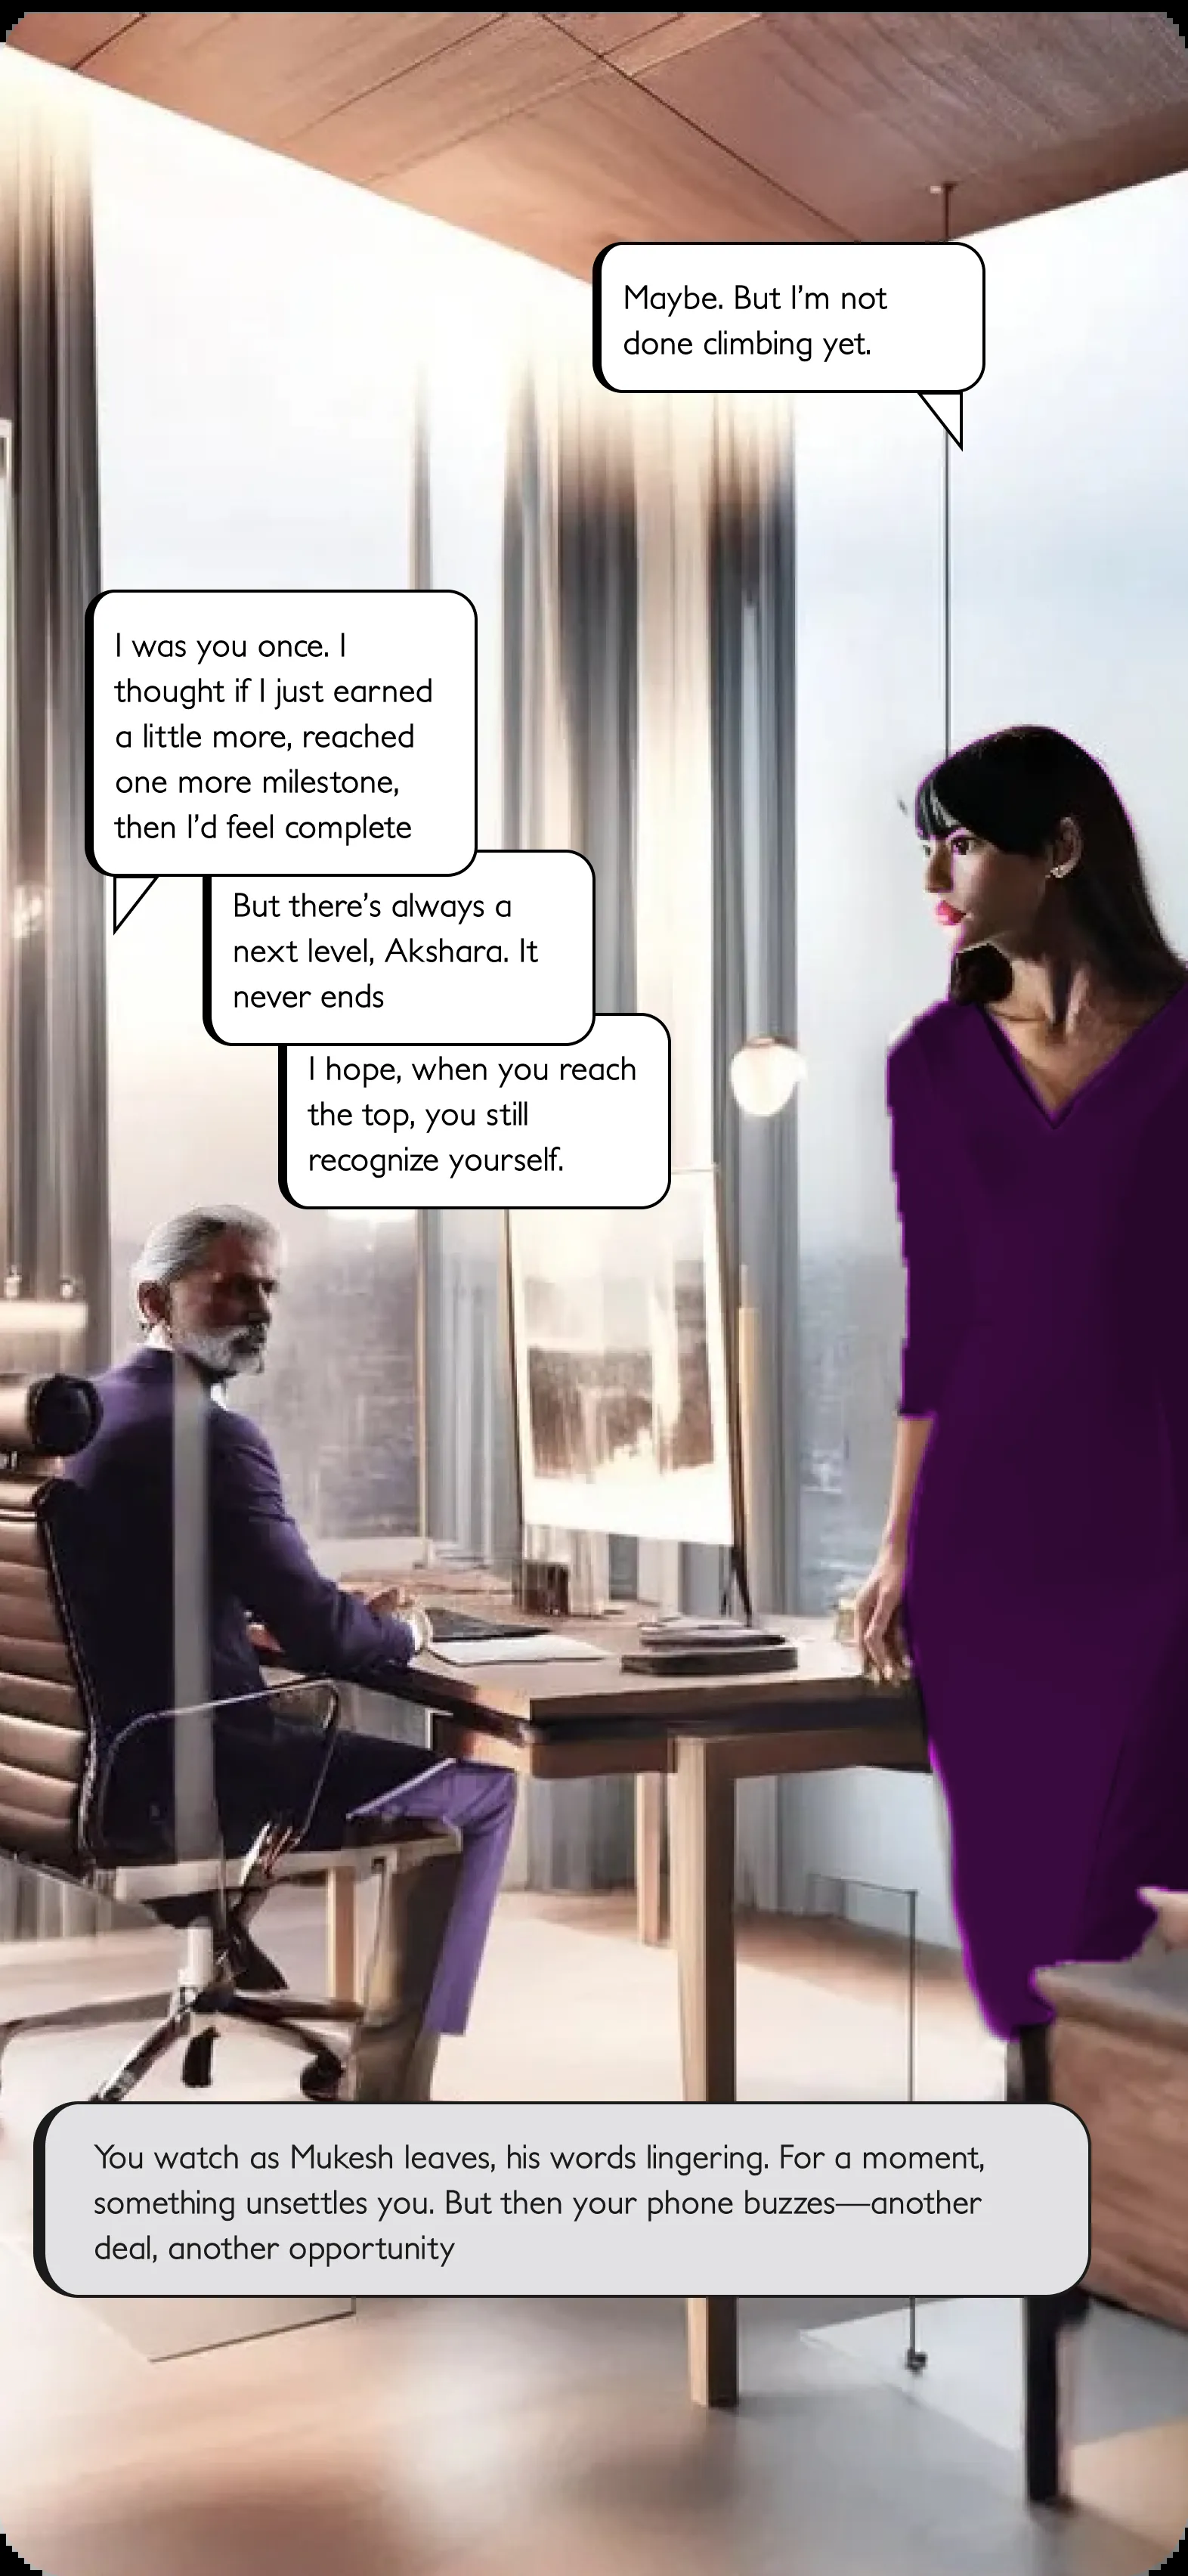 Maybe. But I'm not
done climbing yet.
I was you once. I
thought if I just earned
a little more, reached
one more milestone,
then I'd feel complete
But there's always a
next level, Akshara. It
never ends
I hope, when you reach
the top, you still
recognize yourself.
You watch as Mukesh leaves, his words lingering. For a moment,
something unsettles you. But then your phone buzzes—another
deal, another opportunity